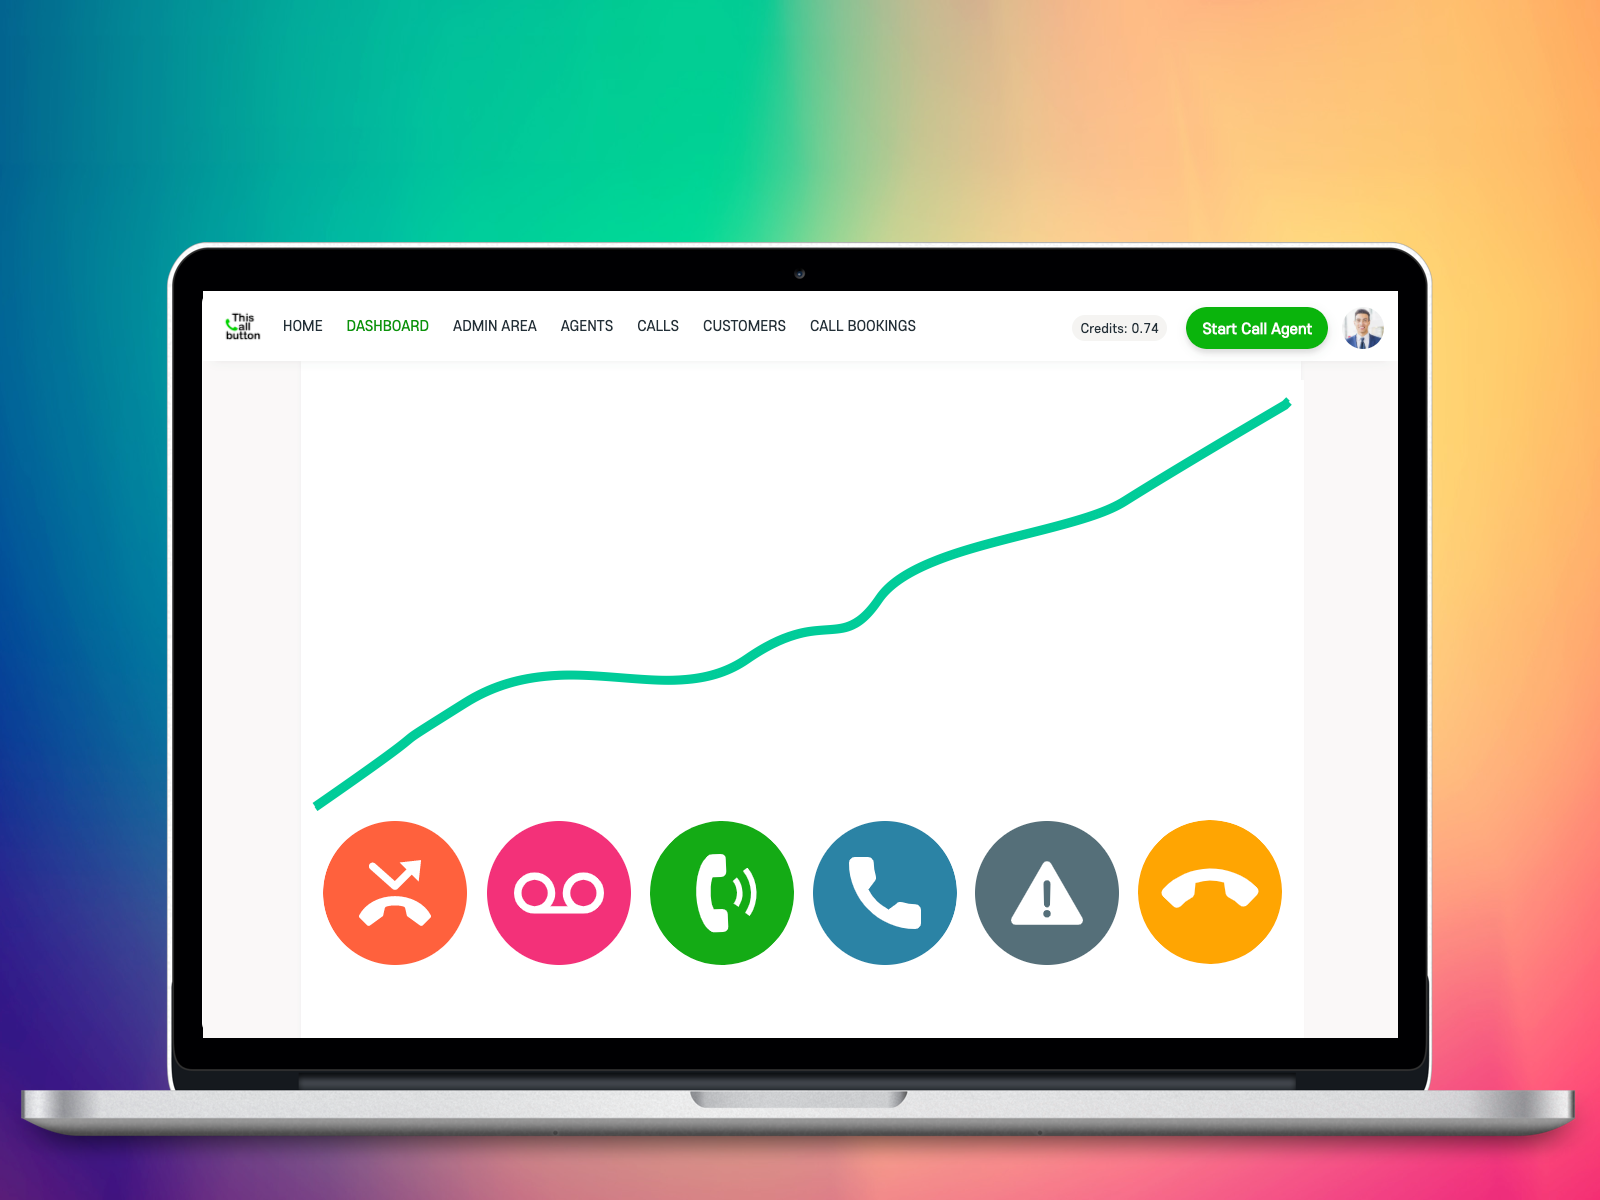 This
all
button
HOME DASHBOARD ADMIN AREA AGENTS CALLS CUSTOMERS CALL BOOKINGS
Credits: 0.74
Start Call Agent